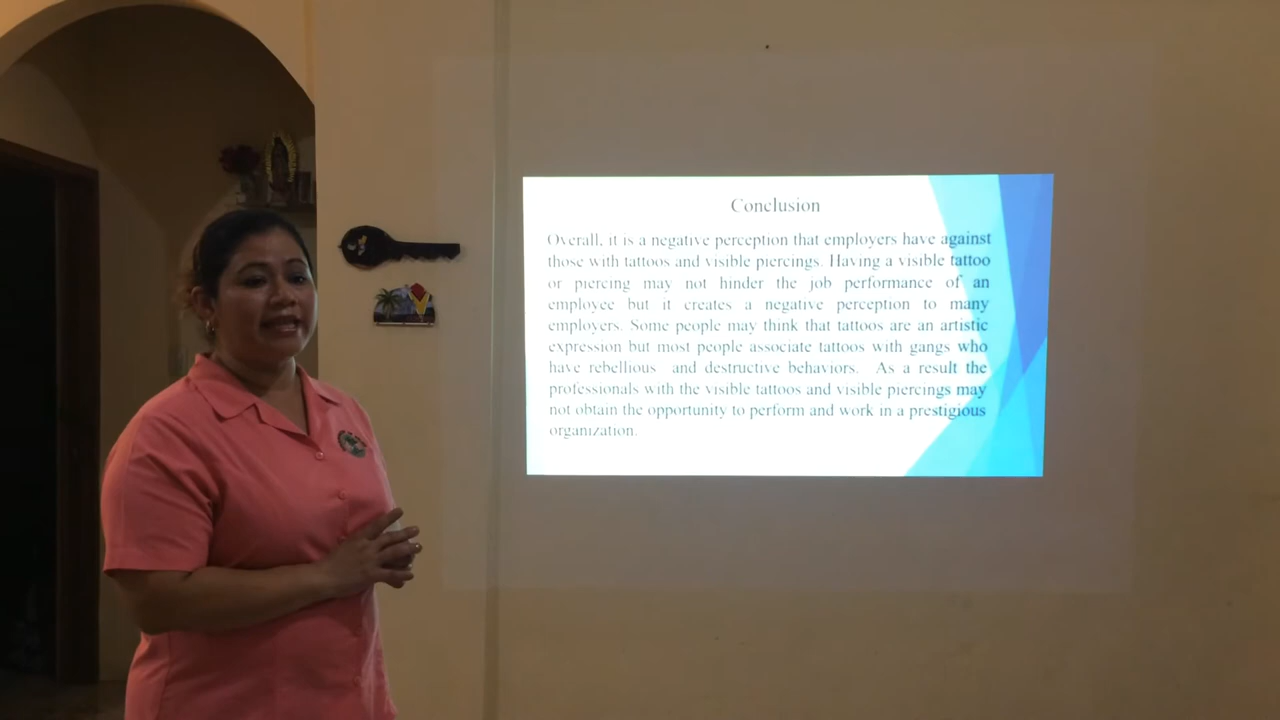 Conclusion
Overall, it is a negative perception that employers have against
those with tattoos and visible piercings. Having a visible tattoo
or piercing may not hinder the job performance of an
employee but it creates a negative perception to many
employers. Some people may think that tattoos are an artistic
expression but most people associate tattoos with gangs who
have rebellious and destructive behaviors. As a result the
professionals with the visible tattoos and visible piercings may
not obtain the opportunity to perform and work in a prestigious
organization.